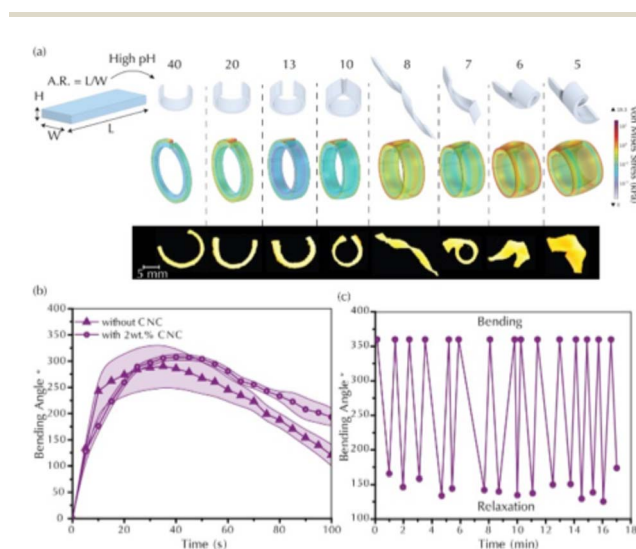 (a)
High pH
A.R. = L/W
H
W
L
40 20 13 10 8 7 6 5
Von Mises Stress (kPa)
5 mm
(b)
400
350
300
250
200
150
100
50
0
without CNC
with 2wt.% CNC
Bending Angle °
0 20 40 60 80 100
Time (s)
(c)
400
350
300
250
200
150
100
Bending
Relaxation
Bending Angle °
0 2 4 6 8 10 12 14 16 18
Time (min)